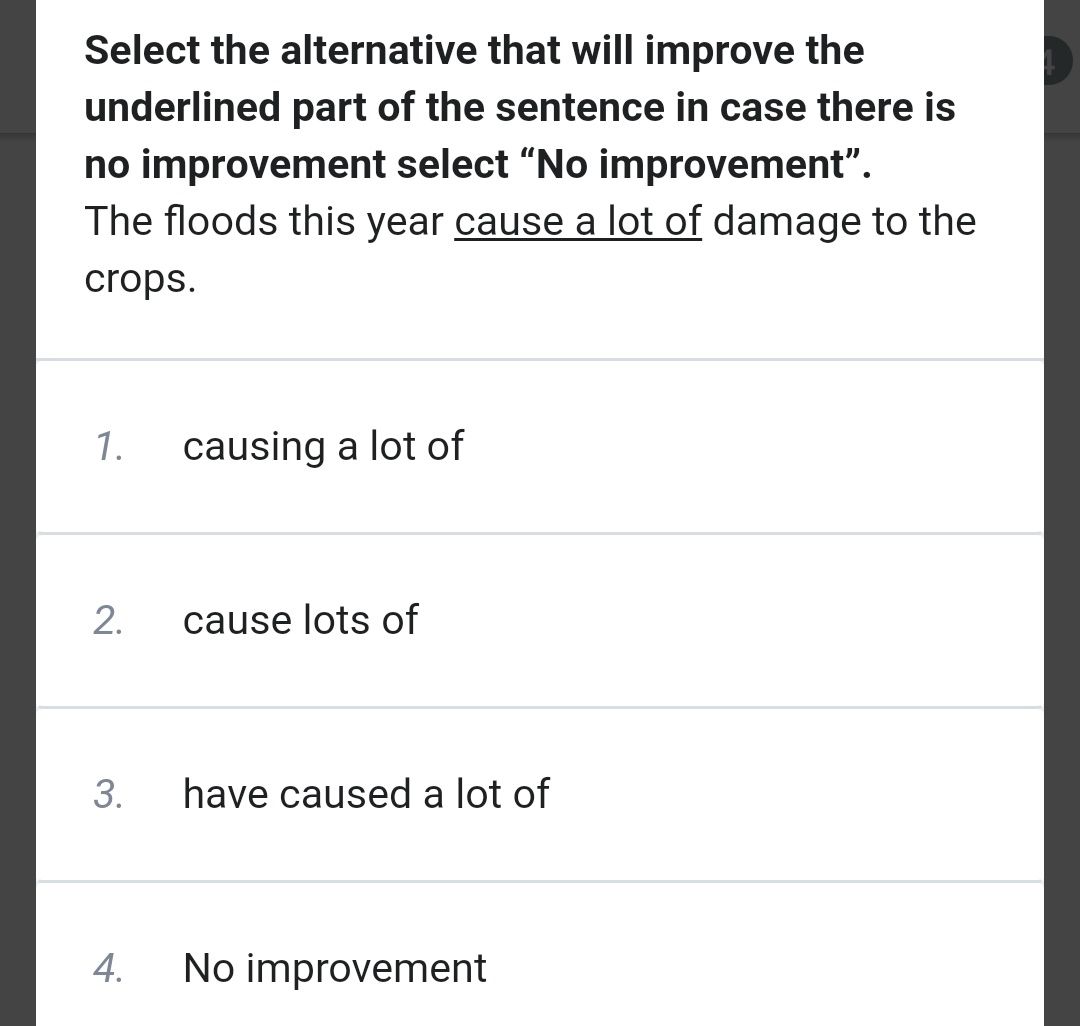 Select the alternative that will improve the
underlined part of the sentence in case there is
no improvement select “No improvement”.
The floods this year cause a lot of damage to the
crops.
1. causing a lot of
2. cause lots of
3. have caused a lot of
4. No improvement